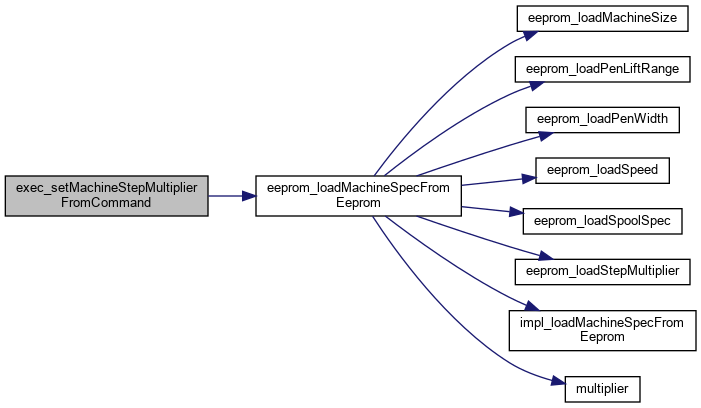 exec_setMachineStepMultiplier
FromCommand
eeprom_loadMachineSpecFrom
Eeprom
eeprom_loadMachineSize
eeprom_loadPenLiftRange
eeprom_loadPenWidth
eeprom_loadSpeed
eeprom_loadSpoolSpec
eeprom_loadStepMultiplier
impl_loadMachineSpecFrom
Eeprom
multiplier